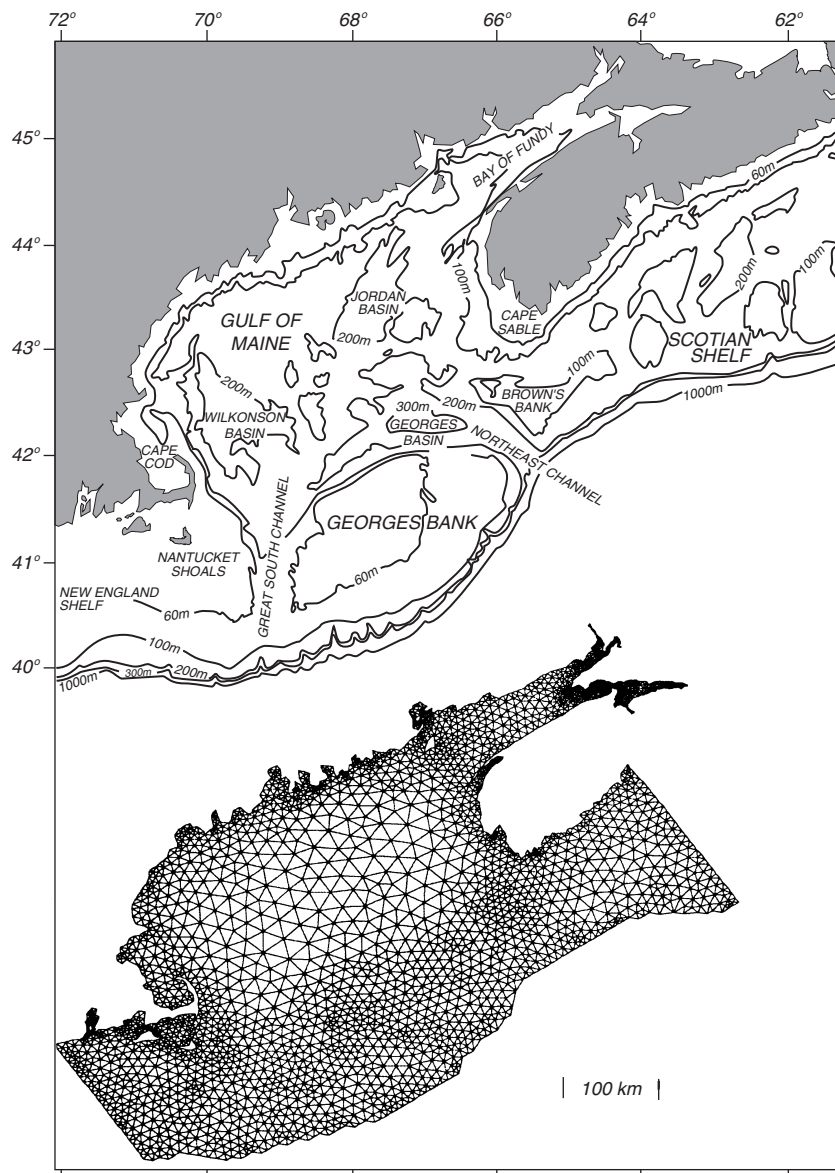 72° 70° 68° 66° 64° 62°
45°
BAY OF FUNDY
60m
44°
100m
200m
100m
JORDAN
BASIN
CAPE
SABLE
GULF OF
MAINE
200m
43°
SCOTIAN
SHELF
100m
200m
1000m
300m
200m
BROWN'S
BANK
WILKONSON
BASIN
GEORGES
BASIN
NORTHEAST CHANNEL
42°
CAPE
COD
GEORGES BANK
GREAT SOUTH CHANNEL
41°
NANTUCKET
SHOALS
NEW ENGLAND
SHELF
60m
60m
100m
40°
1000m
300m
200m
100 km